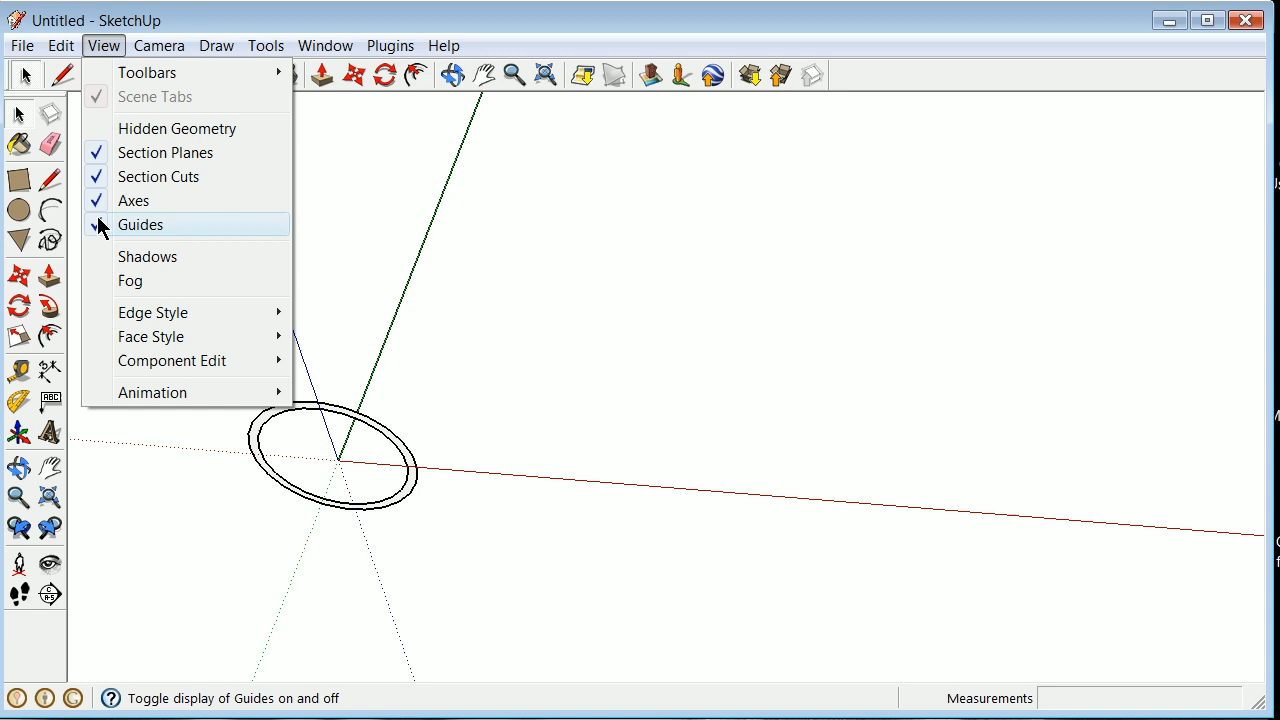 Untitled - SketchUp
File Edit View Camera Draw Tools Window Plugins Help
Toolbars
Scene Tabs
Hidden Geometry
Section Planes
Section Cuts
Axes
Guides
Shadows
Fog
Edge Style
Face Style
Component Edit
Animation
ABC
Toggle display of Guides on and off
Measurements